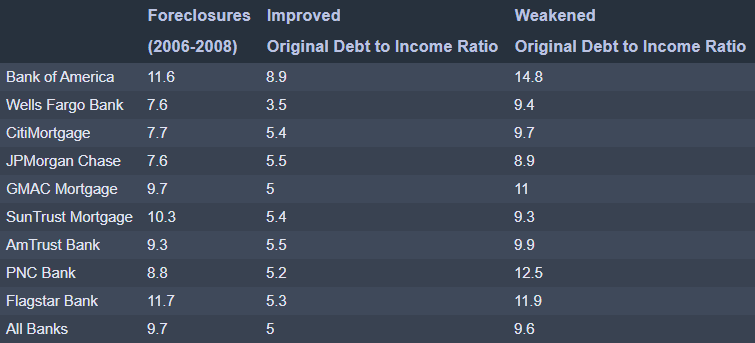 Foreclosures Improved Weakened
(2006-2008) Original Debt to Income Ratio Original Debt to Income Ratio
Bank of America 11.6 8.9 14.8
Wells Fargo Bank 7.6 3.5 9.4
CitiMortgage 7.7 5.4 9.7
JPMorgan Chase 7.6 5.5 8.9
GMAC Mortgage 9.7 5 11
SunTrust Mortgage 10.3 5.4 9.3
AmTrust Bank 9.3 5.5 9.9
PNC Bank 8.8 5.2 12.5
Flagstar Bank 11.7 5.3 11.9
All Banks 9.7 5 9.6